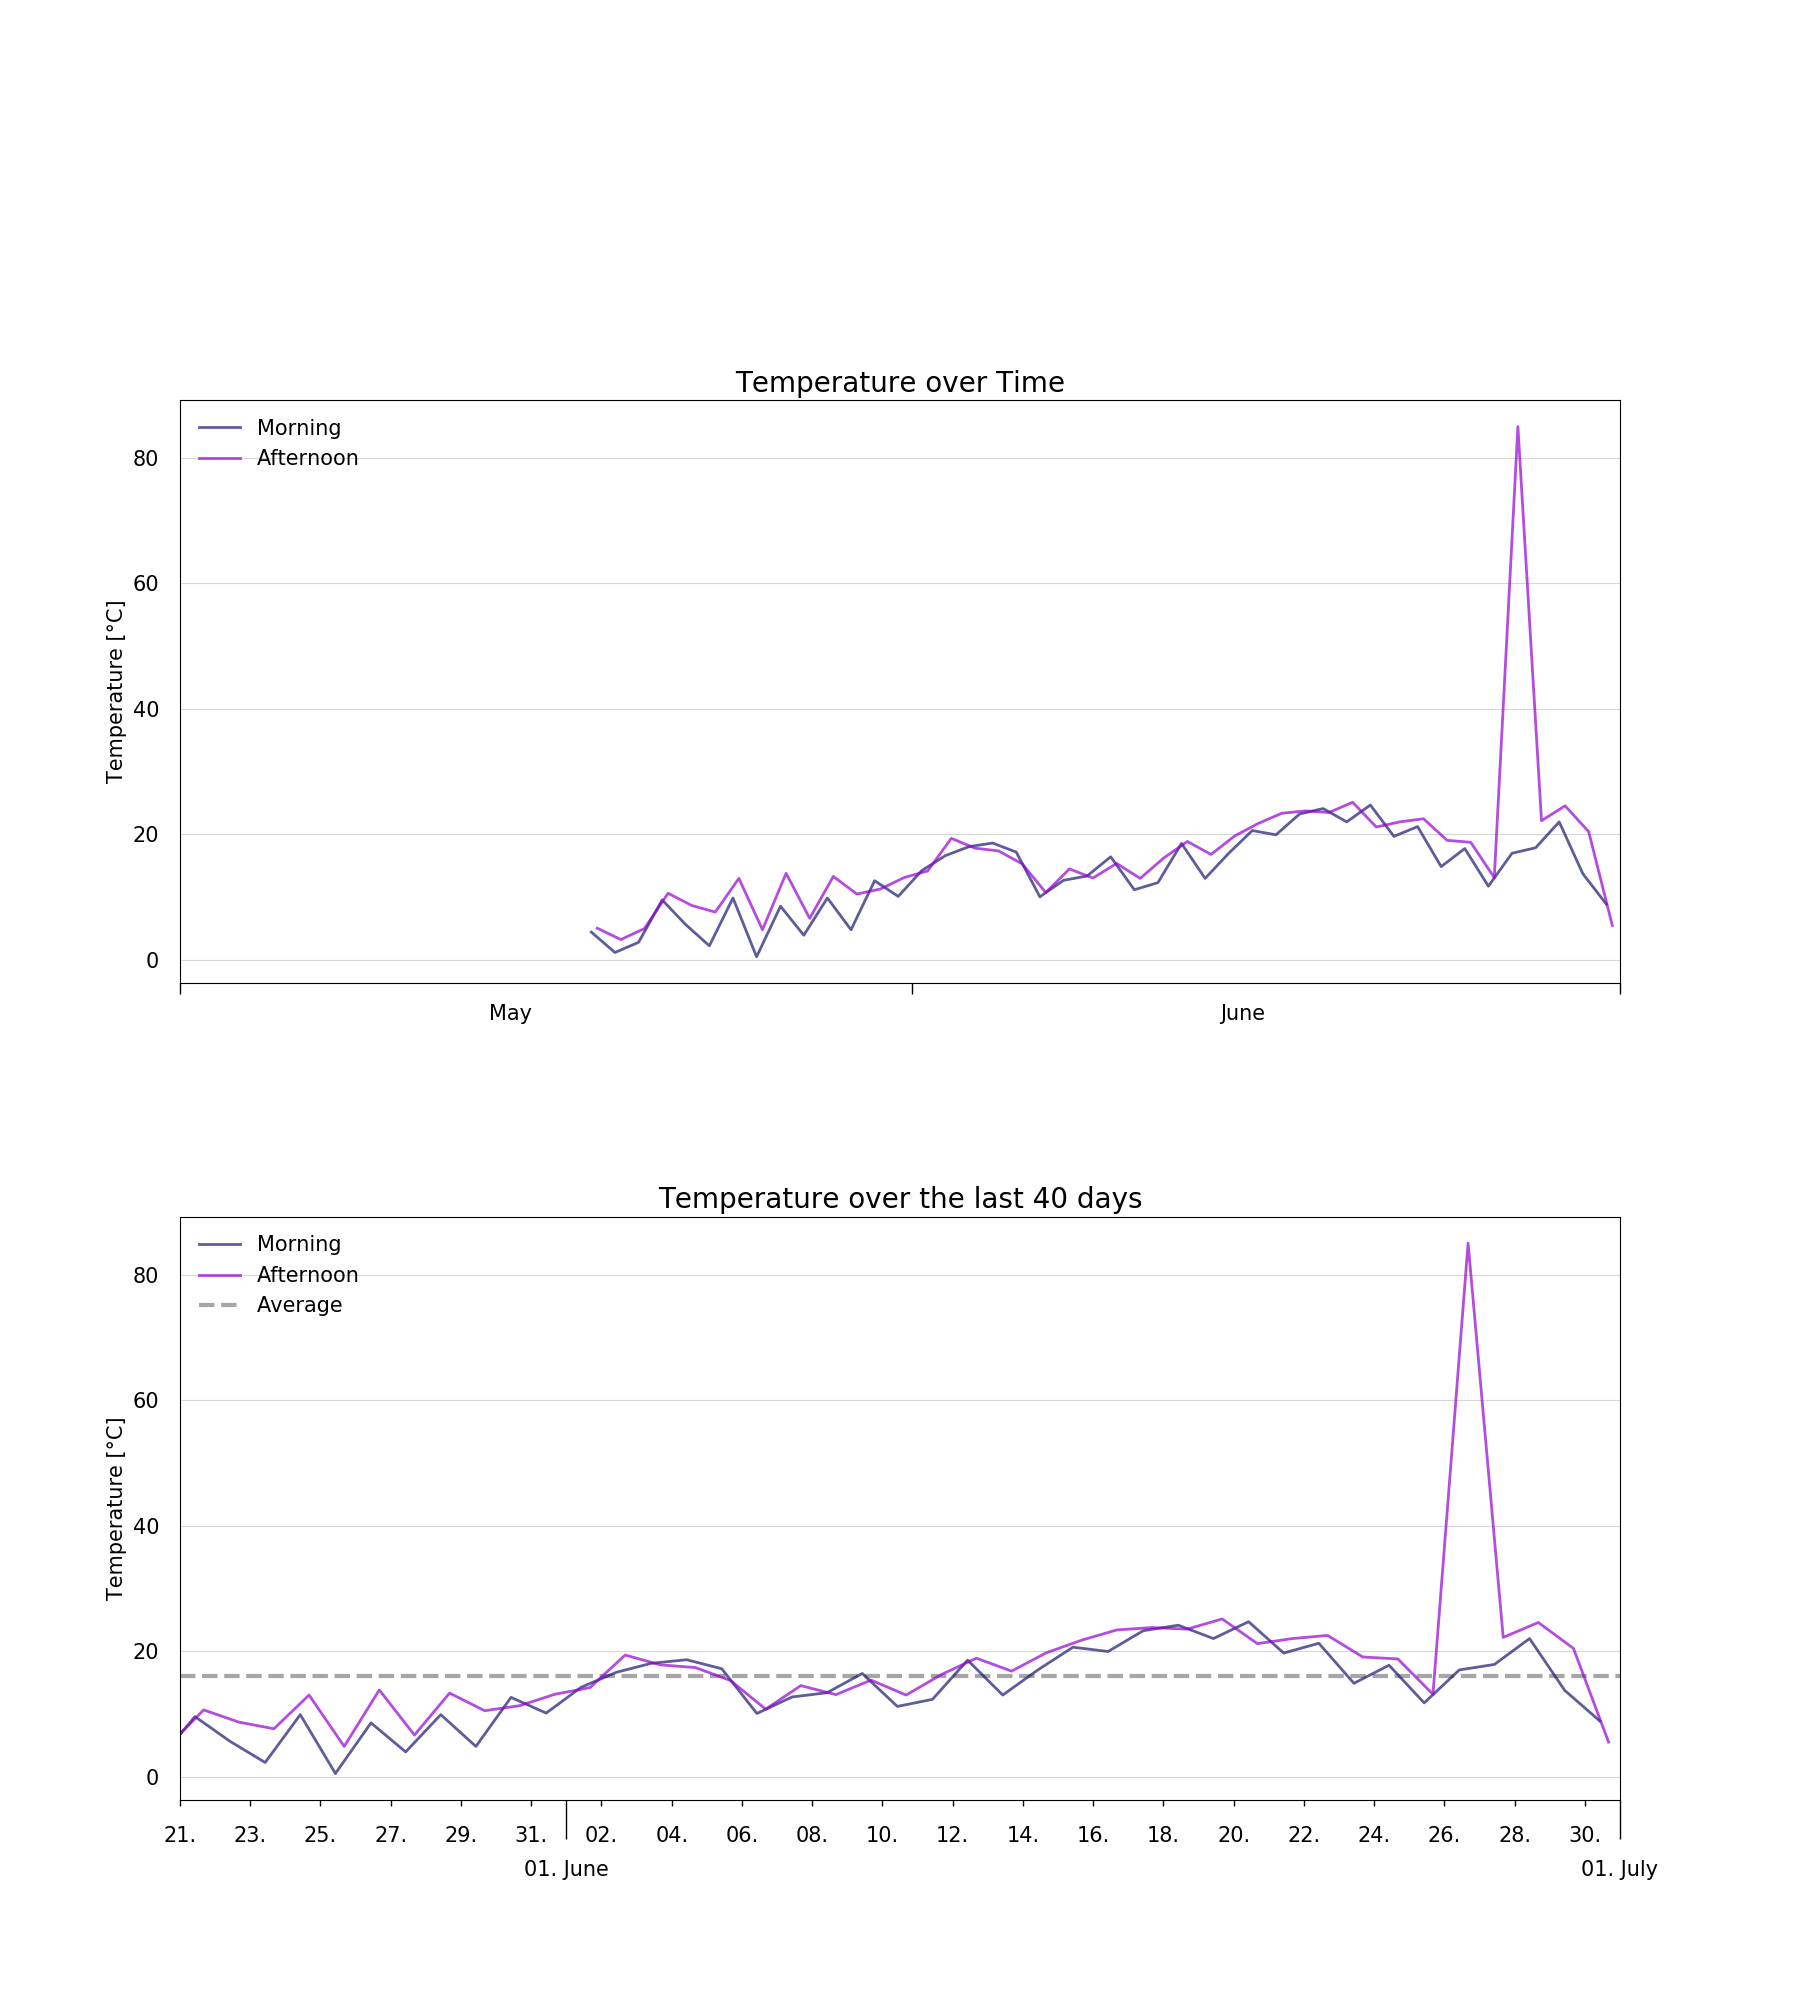 Temperature over Time
Morning
Afternoon
80
60
40
20
0
Temperature [°C]
May June
Temperature over the last 40 days
Morning
Afternoon
Average
80
60
40
20
0
Temperature [°C]
21. 23. 25. 27. 29. 31. 02. 04. 06. 08. 10. 12. 14. 16. 18. 20. 22. 24. 26. 28. 30.
01. June 01. July